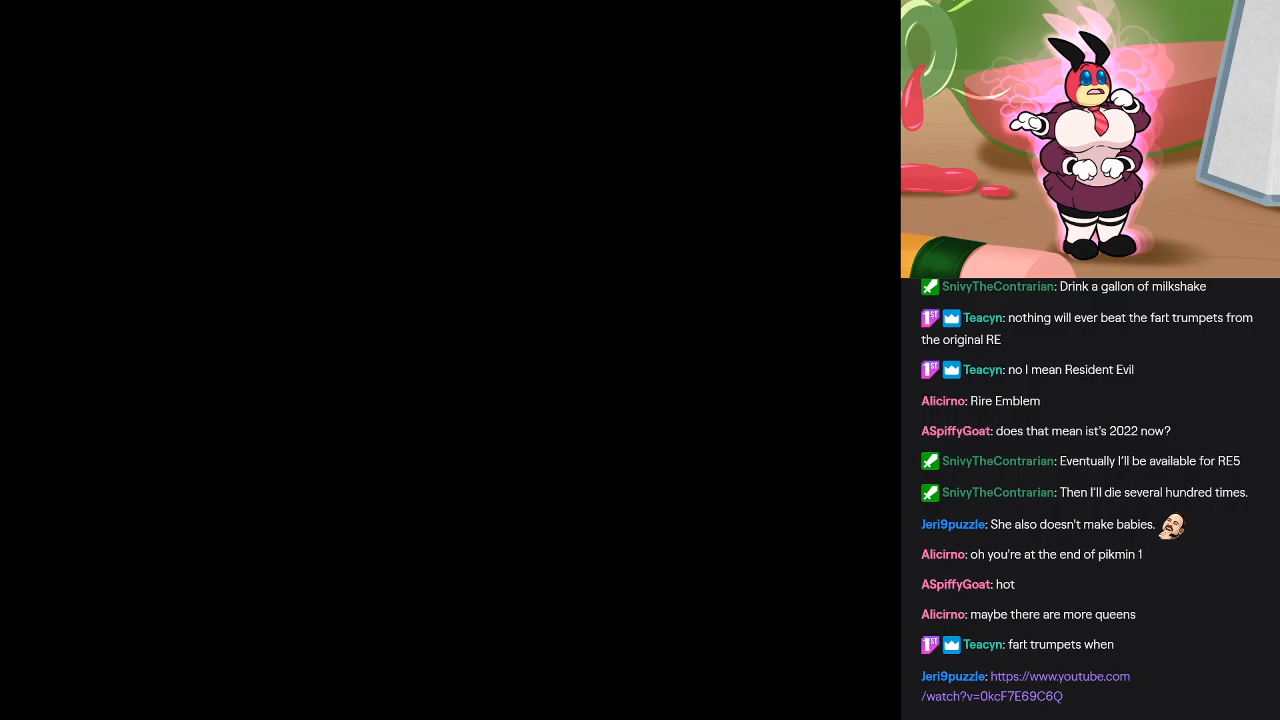 SnivyTheContrarian: Drink a gallon of milkshake
1ST Teacyn: nothing will ever beat the fart trumpets from
the original RE
1ST Teacyn: no I mean Resident Evil
Alicirno: Rire Emblem
ASpiffyGoat: does that mean ist's 2022 now?
SnivyTheContrarian: Eventually I'll be available for RE5
SnivyTheContrarian: Then I'll die several hundred times.
Jeri9puzzle: She also doesn't make babies.
Alicirno: oh you're at the end of pikmin 1
ASpiffyGoat: hot
Alicirno: maybe there are more queens
1ST Teacyn: fart trumpets when
Jeri9puzzle: https://www.youtube.com
/watch?v=0kcF7E69C6Q